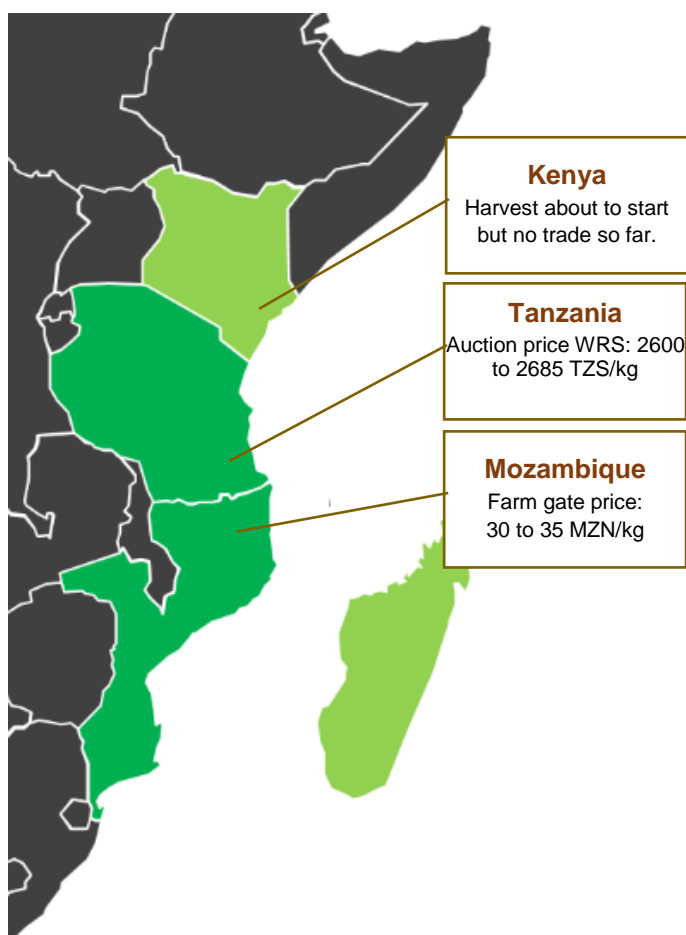 Kenya
Harvest about to start
but no trade so far.
Tanzania
Auction price WRS: 2600
to 2685 TZS/kg
Mozambique
Farm gate price:
30 to 35 MZN/kg